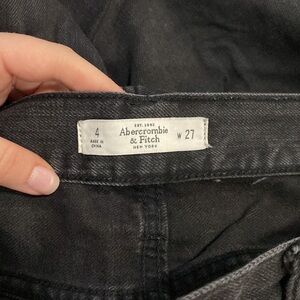 EST. 1892
4 Abercrombie W 27
MADE IN
CHINA
& Fitch
NEW YORK